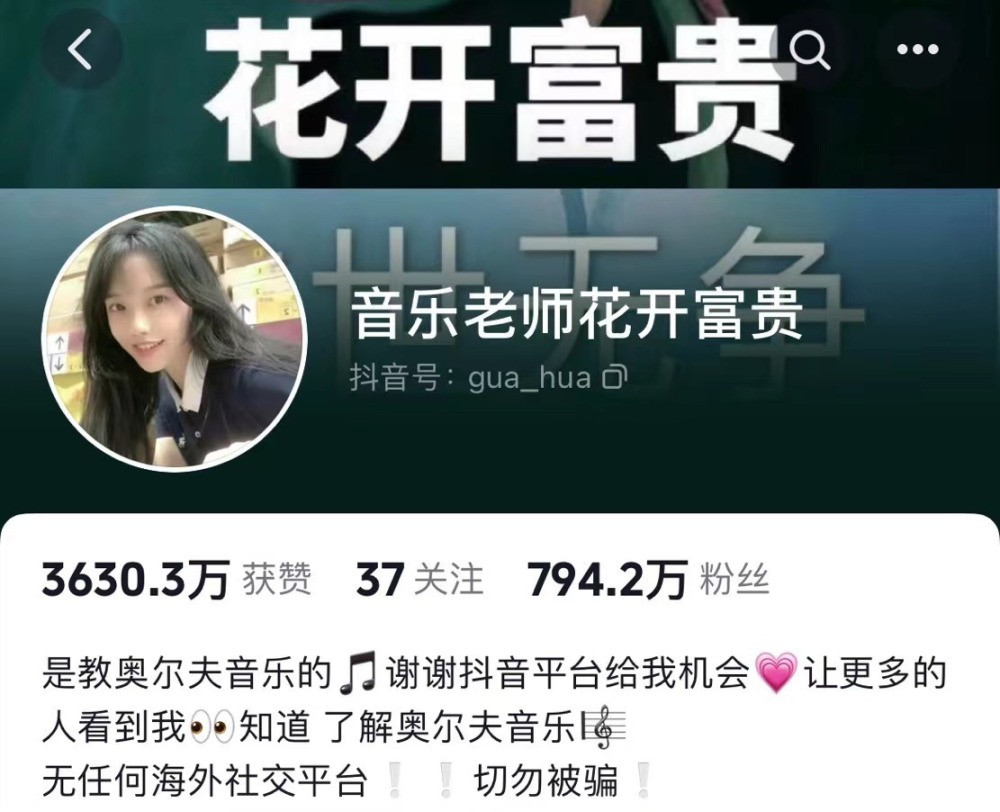 花开富贵
世无争
音乐老师花开富贵
抖音号：gua_hua
3630.3万 获赞 37 关注 794.2万 粉丝
是教奥尔夫音乐的🎵谢谢抖音平台给我机会💗让更多的
人看到我👀知道 了解奥尔夫音乐🎼
无任何海外社交平台❕❕切勿被骗❕